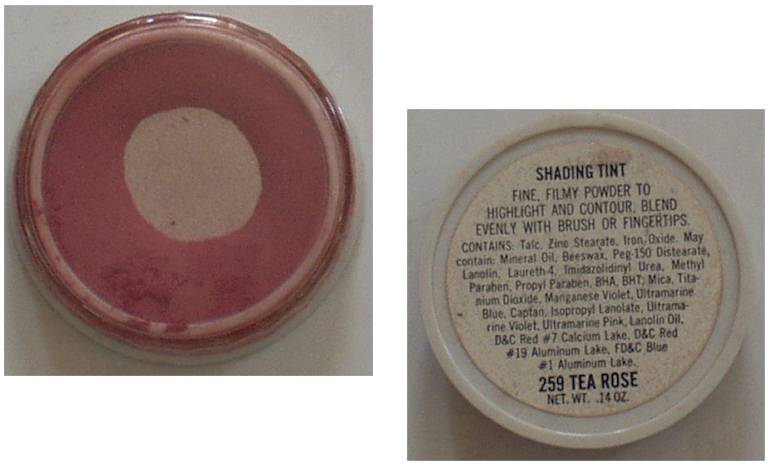 SHADING TINT
FINE, FILMY POWDER TO
HIGHLIGHT AND CONTOUR, BLEND
EVENLY WITH BRUSH OR FINGERTIPS.
CONTAINS: Talc, Zinc Stearate, Iron Oxide. May
contain: Mineral Oil, Beeswax, Peg-150 Distearate,
Lanolin, Laureth-4, Imidazolidinyl Urea, Methyl
Paraben, Propyl Paraben, BHA, BHT, Mica, Tita-
nium Dioxide, Manganese Violet, Ultramarine
Blue, Captan, Isopropyl Lanolate, Ultrama-
rine Violet, Ultramarine Pink, Lanolin Oil,
D&C Red #7 Calcium Lake, D&C Red
#19 Aluminum Lake, FD&C Blue
#1 Aluminum Lake.
259 TEA ROSE
NET. WT. .14 OZ.